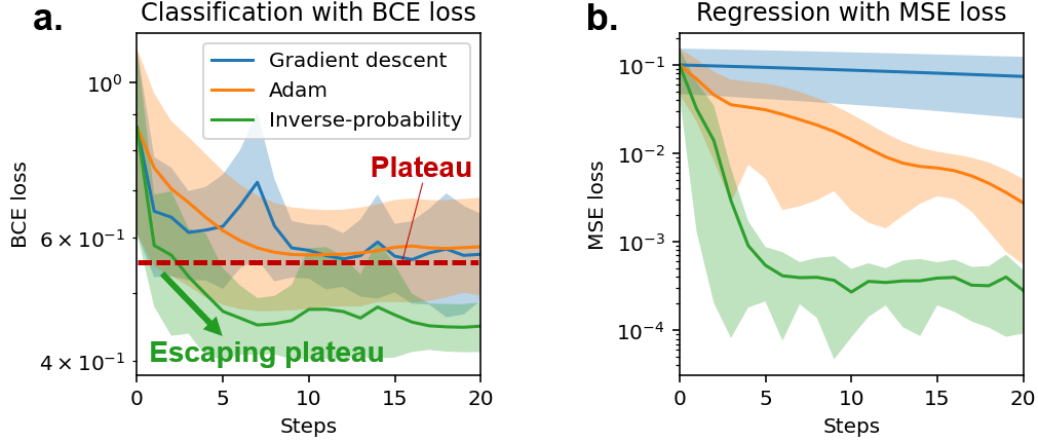 a.
Classification with BCE loss
BCE loss
10⁰
6 × 10⁻¹
4 × 10⁻¹
Gradient descent
Adam
Inverse-probability
Plateau
Escaping plateau
0 5 10 15 20
Steps
b.
Regression with MSE loss
MSE loss
10⁻¹
10⁻²
10⁻³
10⁻⁴
0 5 10 15 20
Steps